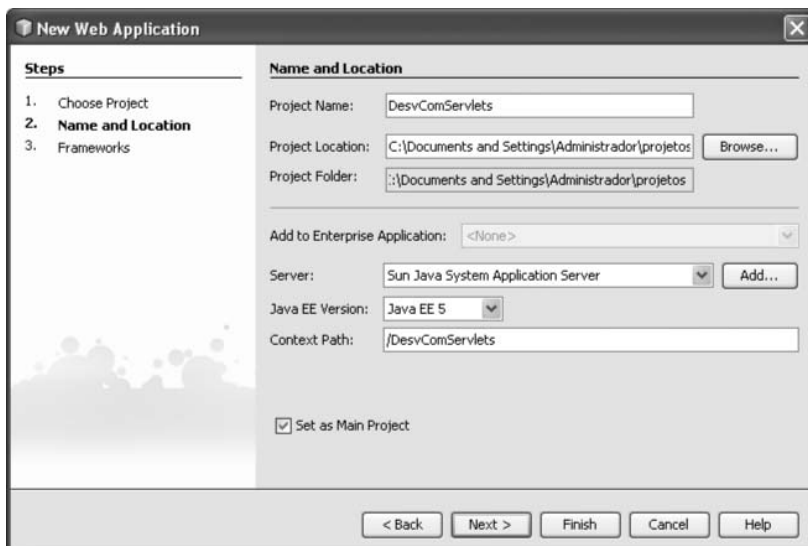 New Web Application
Steps
1. Choose Project
2. Name and Location
3. Frameworks
Name and Location
Project Name: DesvComServlets
Project Location: C:\Documents and Settings\Administrador\projetos Browse...
Project Folder: :\Documents and Settings\Administrador\projetos
Add to Enterprise Application: <None>
Server: Sun Java System Application Server Add...
Java EE Version: Java EE 5
Context Path: /DesvComServlets
Set as Main Project
< Back Next > Finish Cancel Help